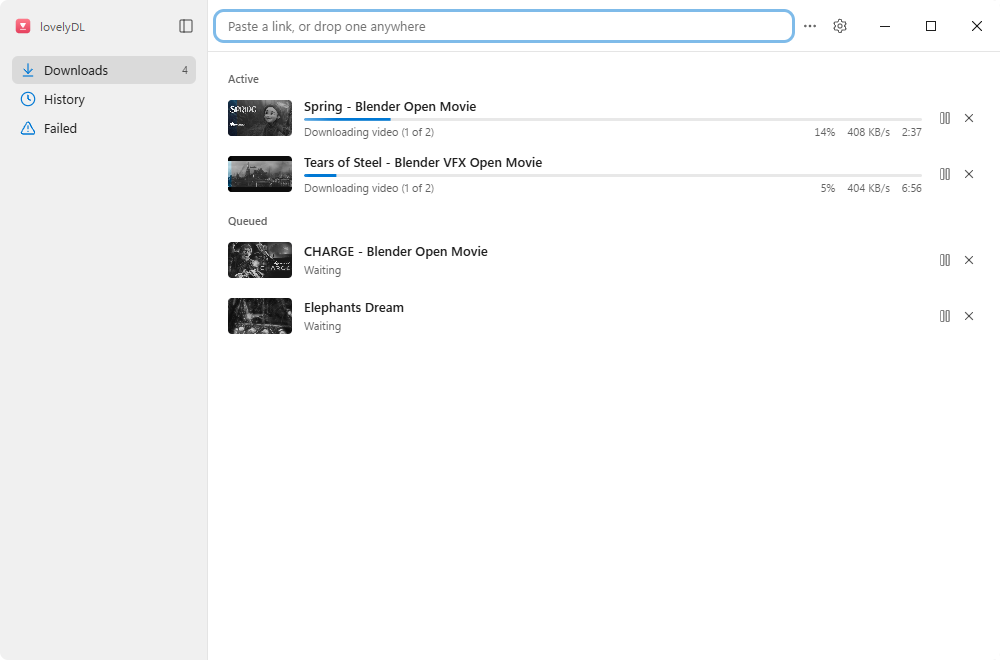 lovelyDL
Paste a link, or drop one anywhere
Downloads 4
History
Failed
Active
SPRING
Spring - Blender Open Movie
Downloading video (1 of 2) 14% 408 KB/s 2:37
Tears of Steel - Blender VFX Open Movie
Downloading video (1 of 2) 5% 404 KB/s 6:56
Queued
CHARGE - Blender Open Movie
Waiting
Elephants Dream
Waiting